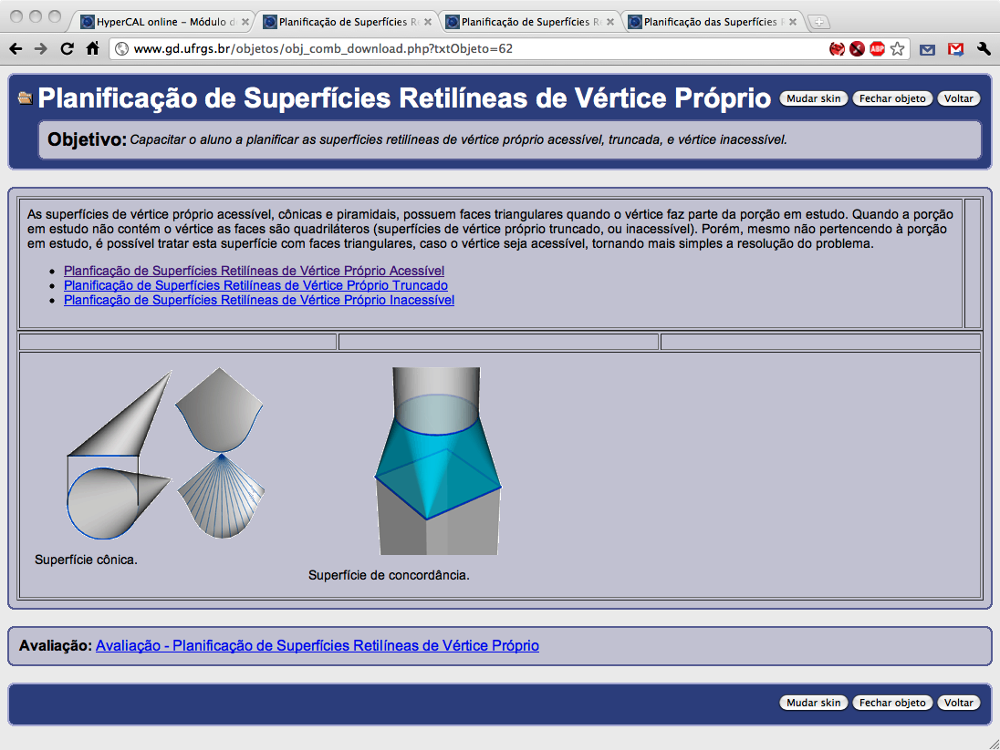 HyperCAL online – Módulo d
Planificação de Superfícies R
Planificação de Superfícies R
Planificação das Superfícies P
www.gd.ufrgs.br/objetos/obj_comb_download.php?txtObjeto=62
ABP
Planificação de Superfícies Retilíneas de Vértice Próprio
Mudar skin Fechar objeto Voltar
Objetivo: Capacitar o aluno a planificar as superfícies retilíneas de vértice próprio acessível, truncada, e vértice inacessível.
As superfícies de vértice próprio acessível, cônicas e piramidais, possuem faces triangulares quando o vértice faz parte da porção em estudo. Quando a porção
em estudo não contém o vértice as faces são quadriláteros (superfícies de vértice próprio truncado, ou inacessível). Porém, mesmo não pertencendo à porção
em estudo, é possível tratar esta superfície com faces triangulares, caso o vértice seja acessível, tornando mais simples a resolução do problema.
Planficação de Superfícies Retilíneas de Vértice Próprio Acessível
Planificação de Superfícies Retilíneas de Vértice Próprio Truncado
Planficação de Superfícies Retilíneas de Vértice Próprio Inacessível
Superfície cônica.
Superfície de concordância.
Avaliação: Avaliação - Planificação de Superfícies Retilíneas de Vértice Próprio
Mudar skin Fechar objeto Voltar